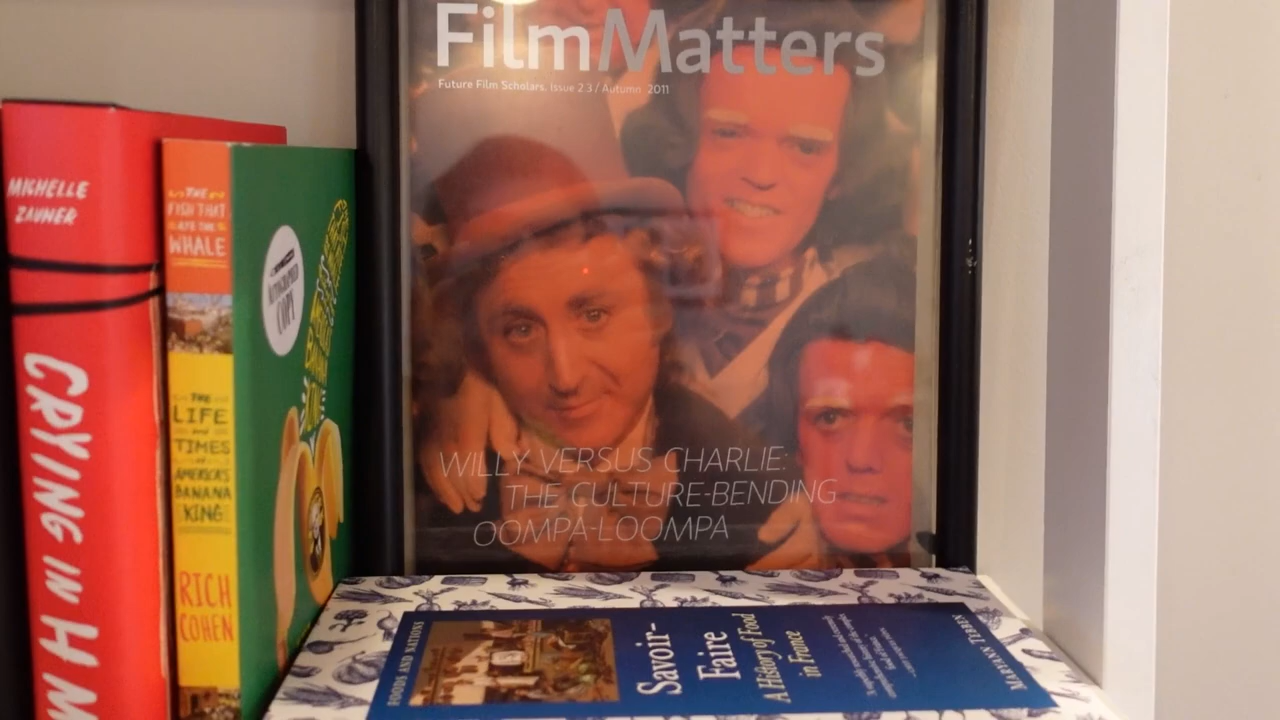 FilmMatters
Future Film Scholars. Issue 2.3 / Autumn 2011
WILLY VERSUS CHARLIE:
THE CULTURE-BENDING
OOMPA-LOOMPA
MICHELLE
ZAUNER
CRYING IN H M
THE
FISH THAT
ATE THE
WHALE
THE
LIFE
and
TIMES
of
AMERICA'S
BANANA
KING
RICH
COHEN
AUTOGRAPHED
COPY
FOODS AND NATIONS
Savoir-
Faire
A History of Food
in France
MARYANN TEBBEN